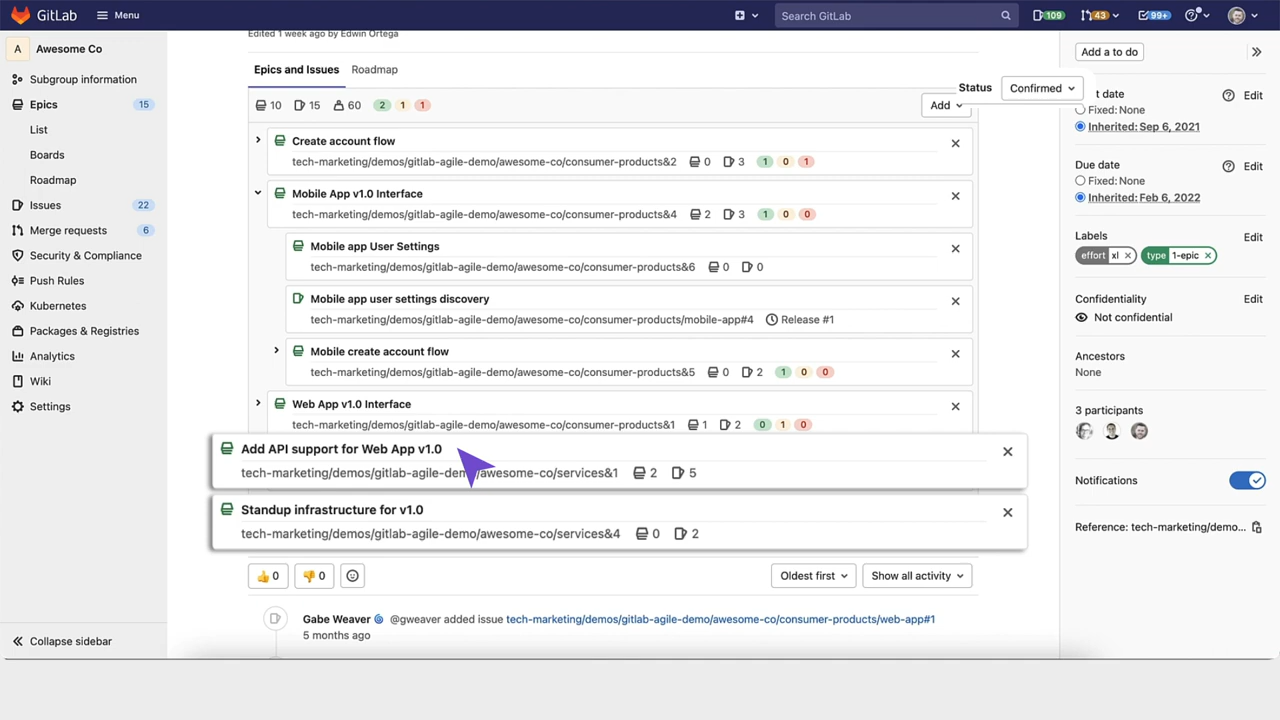 GitLab
Menu
Search GitLab
109
43
99+
A
Awesome Co
Subgroup information
Epics
15
List
Boards
Roadmap
Issues
22
Merge requests
6
Security & Compliance
Push Rules
Kubernetes
Packages & Registries
Analytics
Wiki
Settings
Collapse sidebar
Edited 1 week ago by Edwin Ortega
Epics and Issues
Roadmap
10 15 60 2 1 1
Add
Status
Confirmed
Create account flow
tech-marketing/demos/gitlab-agile-demo/awesome-co/consumer-products&2 0 3 1 0 1
Mobile App v1.0 Interface
tech-marketing/demos/gitlab-agile-demo/awesome-co/consumer-products&4 2 3 1 0 0
Mobile app User Settings
tech-marketing/demos/gitlab-agile-demo/awesome-co/consumer-products&6 0 0
Mobile app user settings discovery
tech-marketing/demos/gitlab-agile-demo/awesome-co/consumer-products/mobile-app#4 Release #1
Mobile create account flow
tech-marketing/demos/gitlab-agile-demo/awesome-co/consumer-products&5 0 2 1 0 0
Web App v1.0 Interface
tech-marketing/demos/gitlab-agile-demo/awesome-co/consumer-products&1 1 2 0 1 0
Add API support for Web App v1.0
tech-marketing/demos/gitlab-agile-demo/awesome-co/services&1 2 5
Standup infrastructure for v1.0
tech-marketing/demos/gitlab-agile-demo/awesome-co/services&4 0 2
👍 0
👎 0
Oldest first
Show all activity
Gabe Weaver 🌀 @gweaver added issue tech-marketing/demos/gitlab-agile-demo/awesome-co/consumer-products/web-app#1
5 months ago
Add a to do
t date
Edit
Fixed: None
Inherited: Sep 6, 2021
Due date
Edit
Fixed: None
Inherited: Feb 6, 2022
Labels
Edit
effort xl
type 1-epic
Confidentiality
Edit
Not confidential
Ancestors
None
3 participants
Notifications
Reference: tech-marketing/demo...